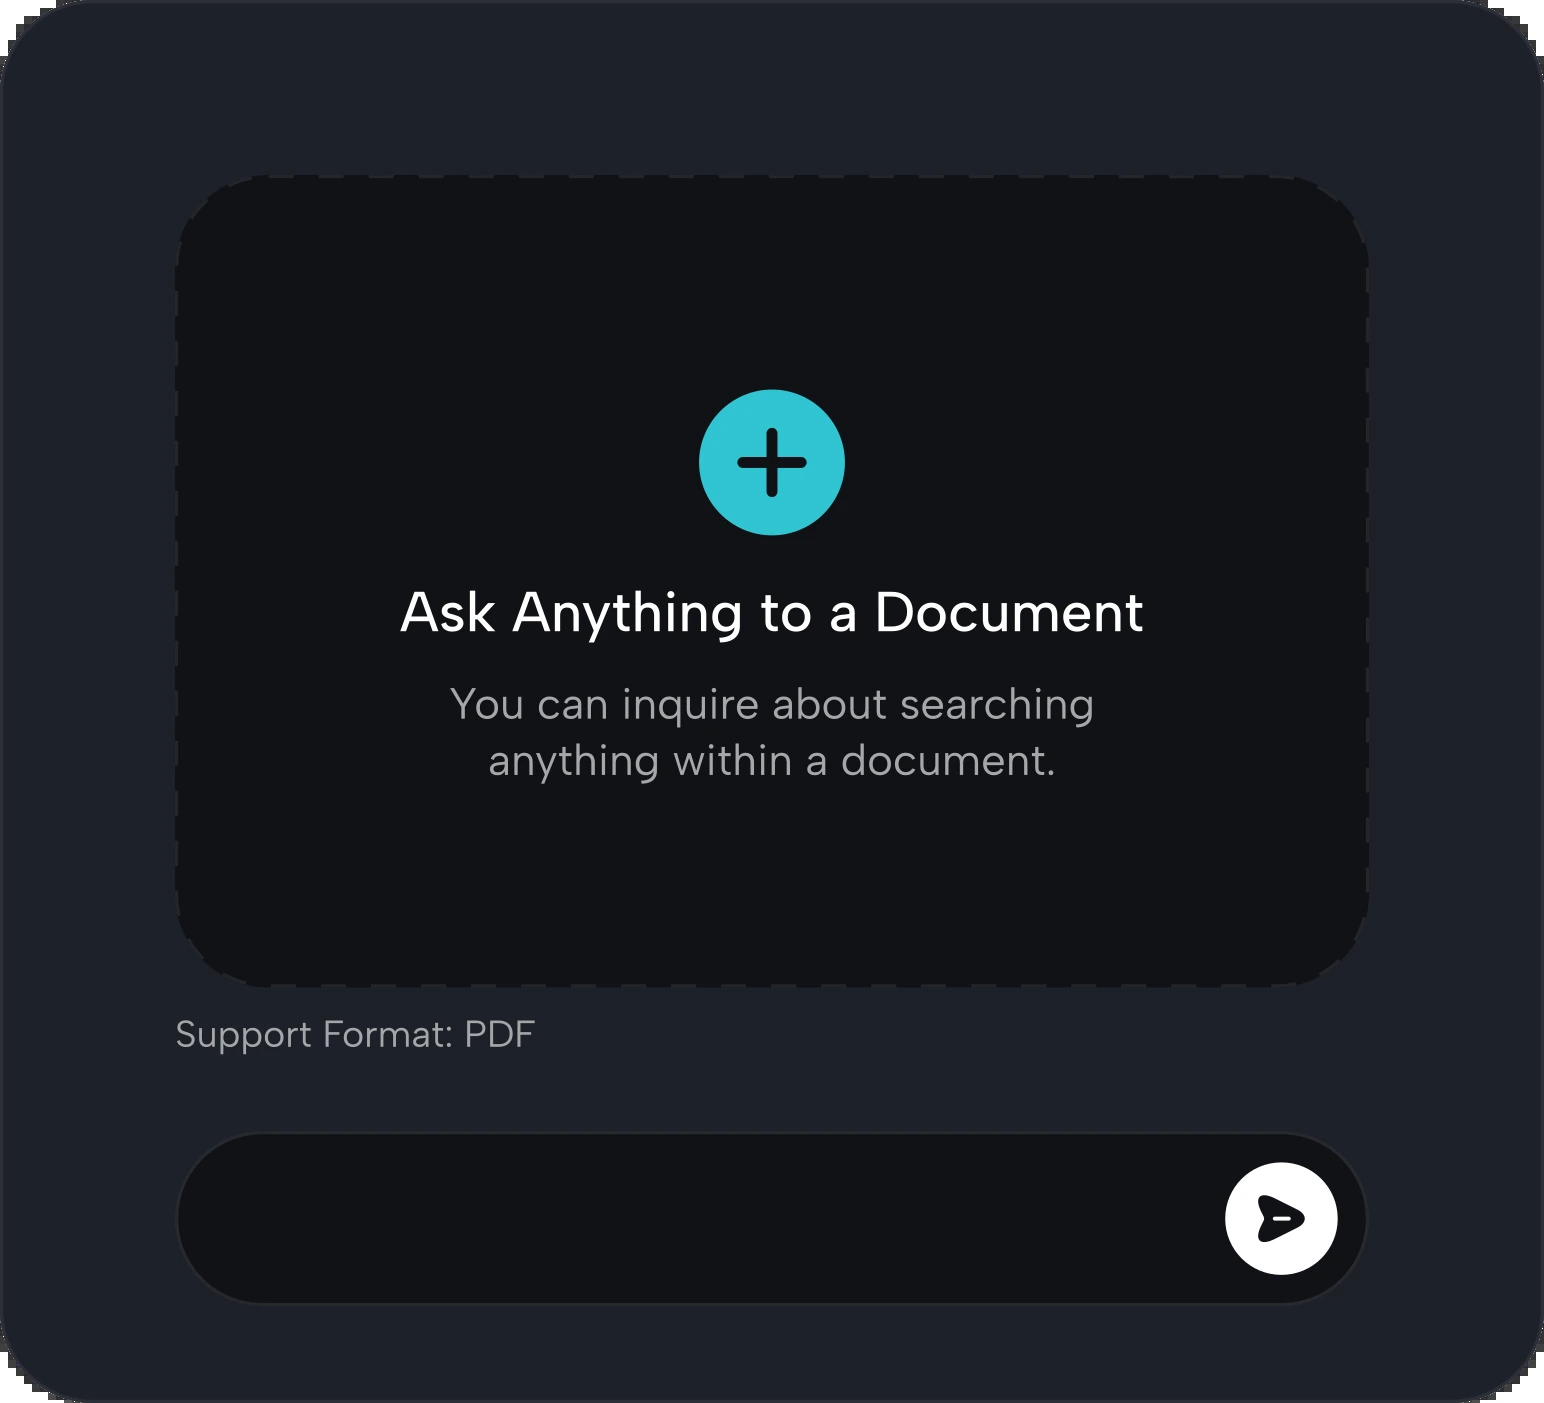 Ask Anything to a Document
You can inquire about searching
anything within a document.
Support Format: PDF